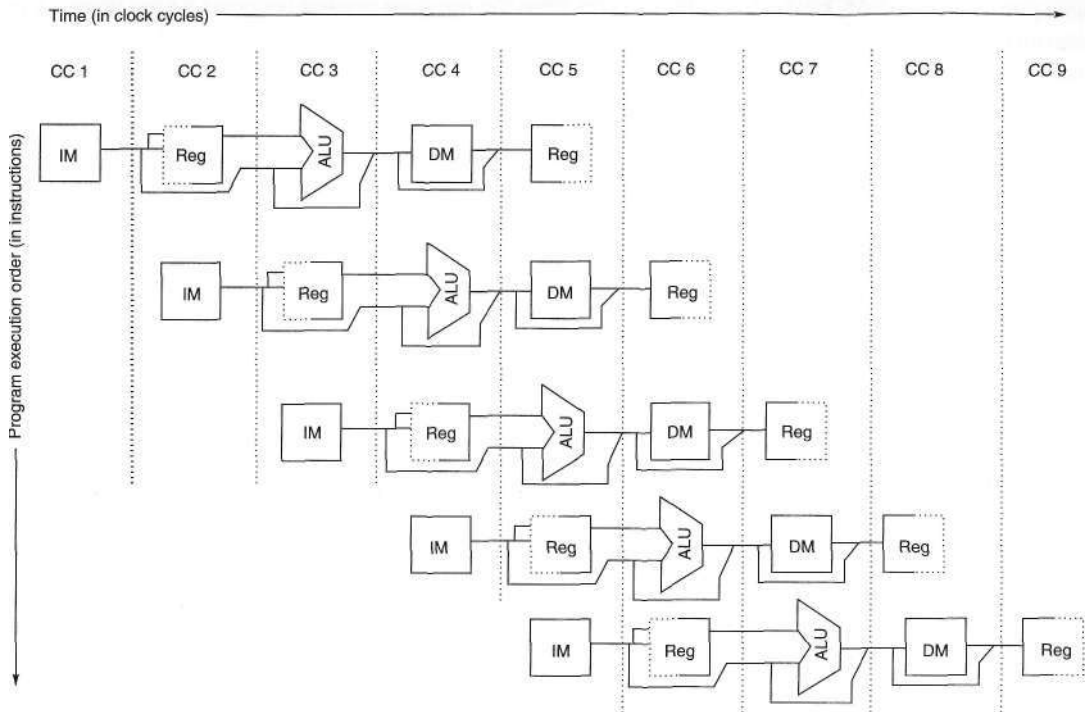 Time (in clock cycles)
CC 1 CC 2 CC 3 CC 4 CC 5 CC 6 CC 7 CC 8 CC 9
Program execution order (in instructions)
IM Reg ALU DM Reg
IM Reg ALU DM Reg
IM Reg ALU DM Reg
IM Reg ALU DM Reg
IM Reg ALU DM Reg